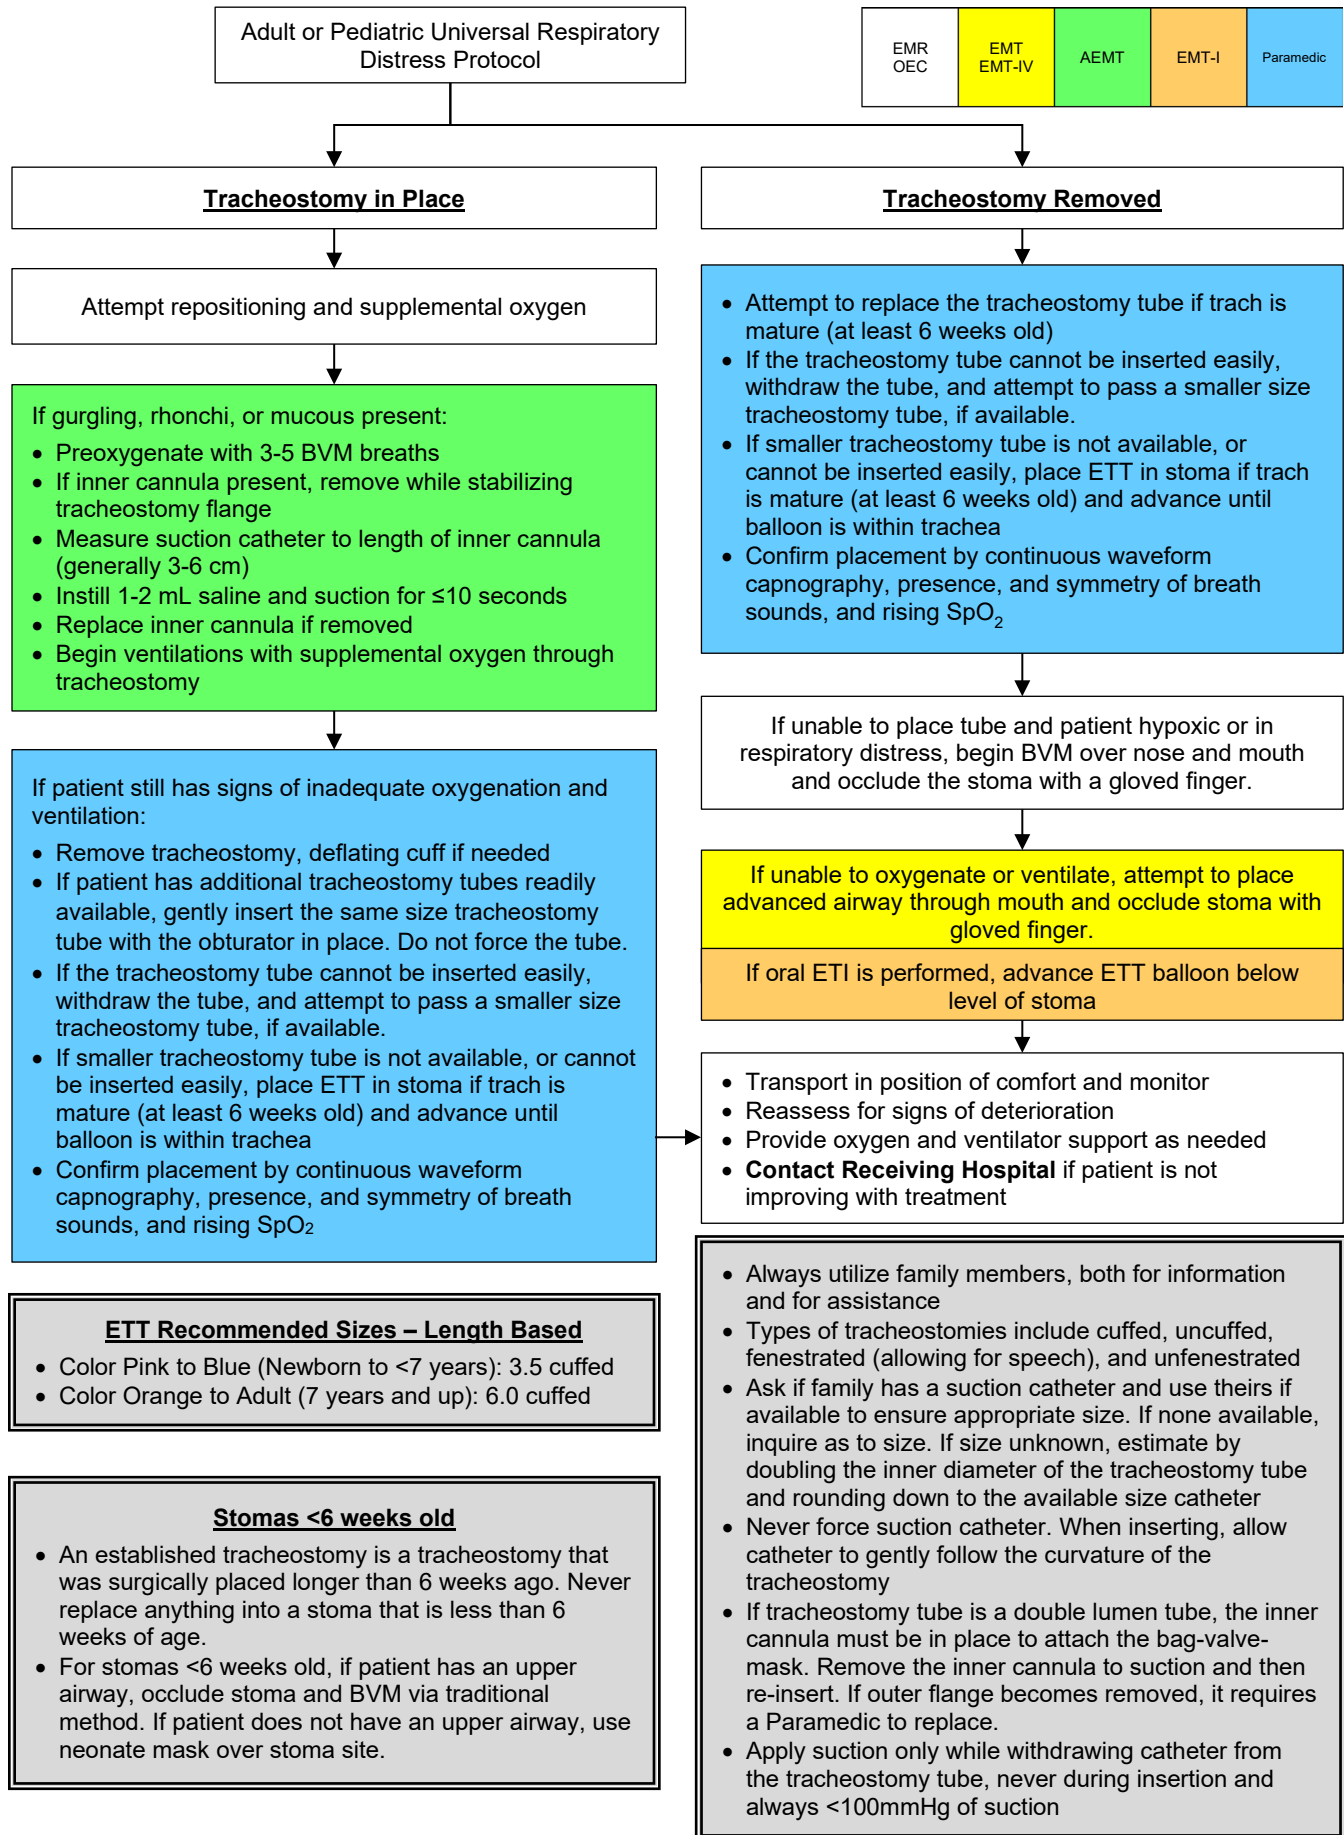 Adult or Pediatric Universal Respiratory
Distress Protocol
EMR
OEC
EMT
EMT-IV
AEMT
EMT-I
Paramedic
Tracheostomy in Place
Attempt repositioning and supplemental oxygen
If gurgling, rhonchi, or mucous present:
• Preoxygenate with 3-5 BVM breaths
• If inner cannula present, remove while stabilizing
tracheostomy flange
• Measure suction catheter to length of inner cannula
(generally 3-6 cm)
• Instill 1-2 mL saline and suction for ≤10 seconds
• Replace inner cannula if removed
• Begin ventilations with supplemental oxygen through
tracheostomy
If patient still has signs of inadequate oxygenation and
ventilation:
• Remove tracheostomy, deflating cuff if needed
• If patient has additional tracheostomy tubes readily
available, gently insert the same size tracheostomy
tube with the obturator in place. Do not force the tube.
• If the tracheostomy tube cannot be inserted easily,
withdraw the tube, and attempt to pass a smaller size
tracheostomy tube, if available.
• If smaller tracheostomy tube is not available, or cannot
be inserted easily, place ETT in stoma if trach is
mature (at least 6 weeks old) and advance until
balloon is within trachea
• Confirm placement by continuous waveform
capnography, presence, and symmetry of breath
sounds, and rising SpO2
ETT Recommended Sizes – Length Based
• Color Pink to Blue (Newborn to <7 years): 3.5 cuffed
• Color Orange to Adult (7 years and up): 6.0 cuffed
Stomas <6 weeks old
• An established tracheostomy is a tracheostomy that
was surgically placed longer than 6 weeks ago. Never
replace anything into a stoma that is less than 6
weeks of age.
• For stomas <6 weeks old, if patient has an upper
airway, occlude stoma and BVM via traditional
method. If patient does not have an upper airway, use
neonate mask over stoma site.
Tracheostomy Removed
• Attempt to replace the tracheostomy tube if trach is
mature (at least 6 weeks old)
• If the tracheostomy tube cannot be inserted easily,
withdraw the tube, and attempt to pass a smaller size
tracheostomy tube, if available.
• If smaller tracheostomy tube is not available, or
cannot be inserted easily, place ETT in stoma if trach
is mature (at least 6 weeks old) and advance until
balloon is within trachea
• Confirm placement by continuous waveform
capnography, presence, and symmetry of breath
sounds, and rising SpO2
If unable to place tube and patient hypoxic or in
respiratory distress, begin BVM over nose and mouth
and occlude the stoma with a gloved finger.
If unable to oxygenate or ventilate, attempt to place
advanced airway through mouth and occlude stoma with
gloved finger.
If oral ETI is performed, advance ETT balloon below
level of stoma
• Transport in position of comfort and monitor
• Reassess for signs of deterioration
• Provide oxygen and ventilator support as needed
• Contact Receiving Hospital if patient is not
improving with treatment
• Always utilize family members, both for information
and for assistance
• Types of tracheostomies include cuffed, uncuffed,
fenestrated (allowing for speech), and unfenestrated
• Ask if family has a suction catheter and use theirs if
available to ensure appropriate size. If none available,
inquire as to size. If size unknown, estimate by
doubling the inner diameter of the tracheostomy tube
and rounding down to the available size catheter
• Never force suction catheter. When inserting, allow
catheter to gently follow the curvature of the
tracheostomy
• If tracheostomy tube is a double lumen tube, the inner
cannula must be in place to attach the bag-valve-
mask. Remove the inner cannula to suction and then
re-insert. If outer flange becomes removed, it requires
a Paramedic to replace.
• Apply suction only while withdrawing catheter from
the tracheostomy tube, never during insertion and
always <100mmHg of suction